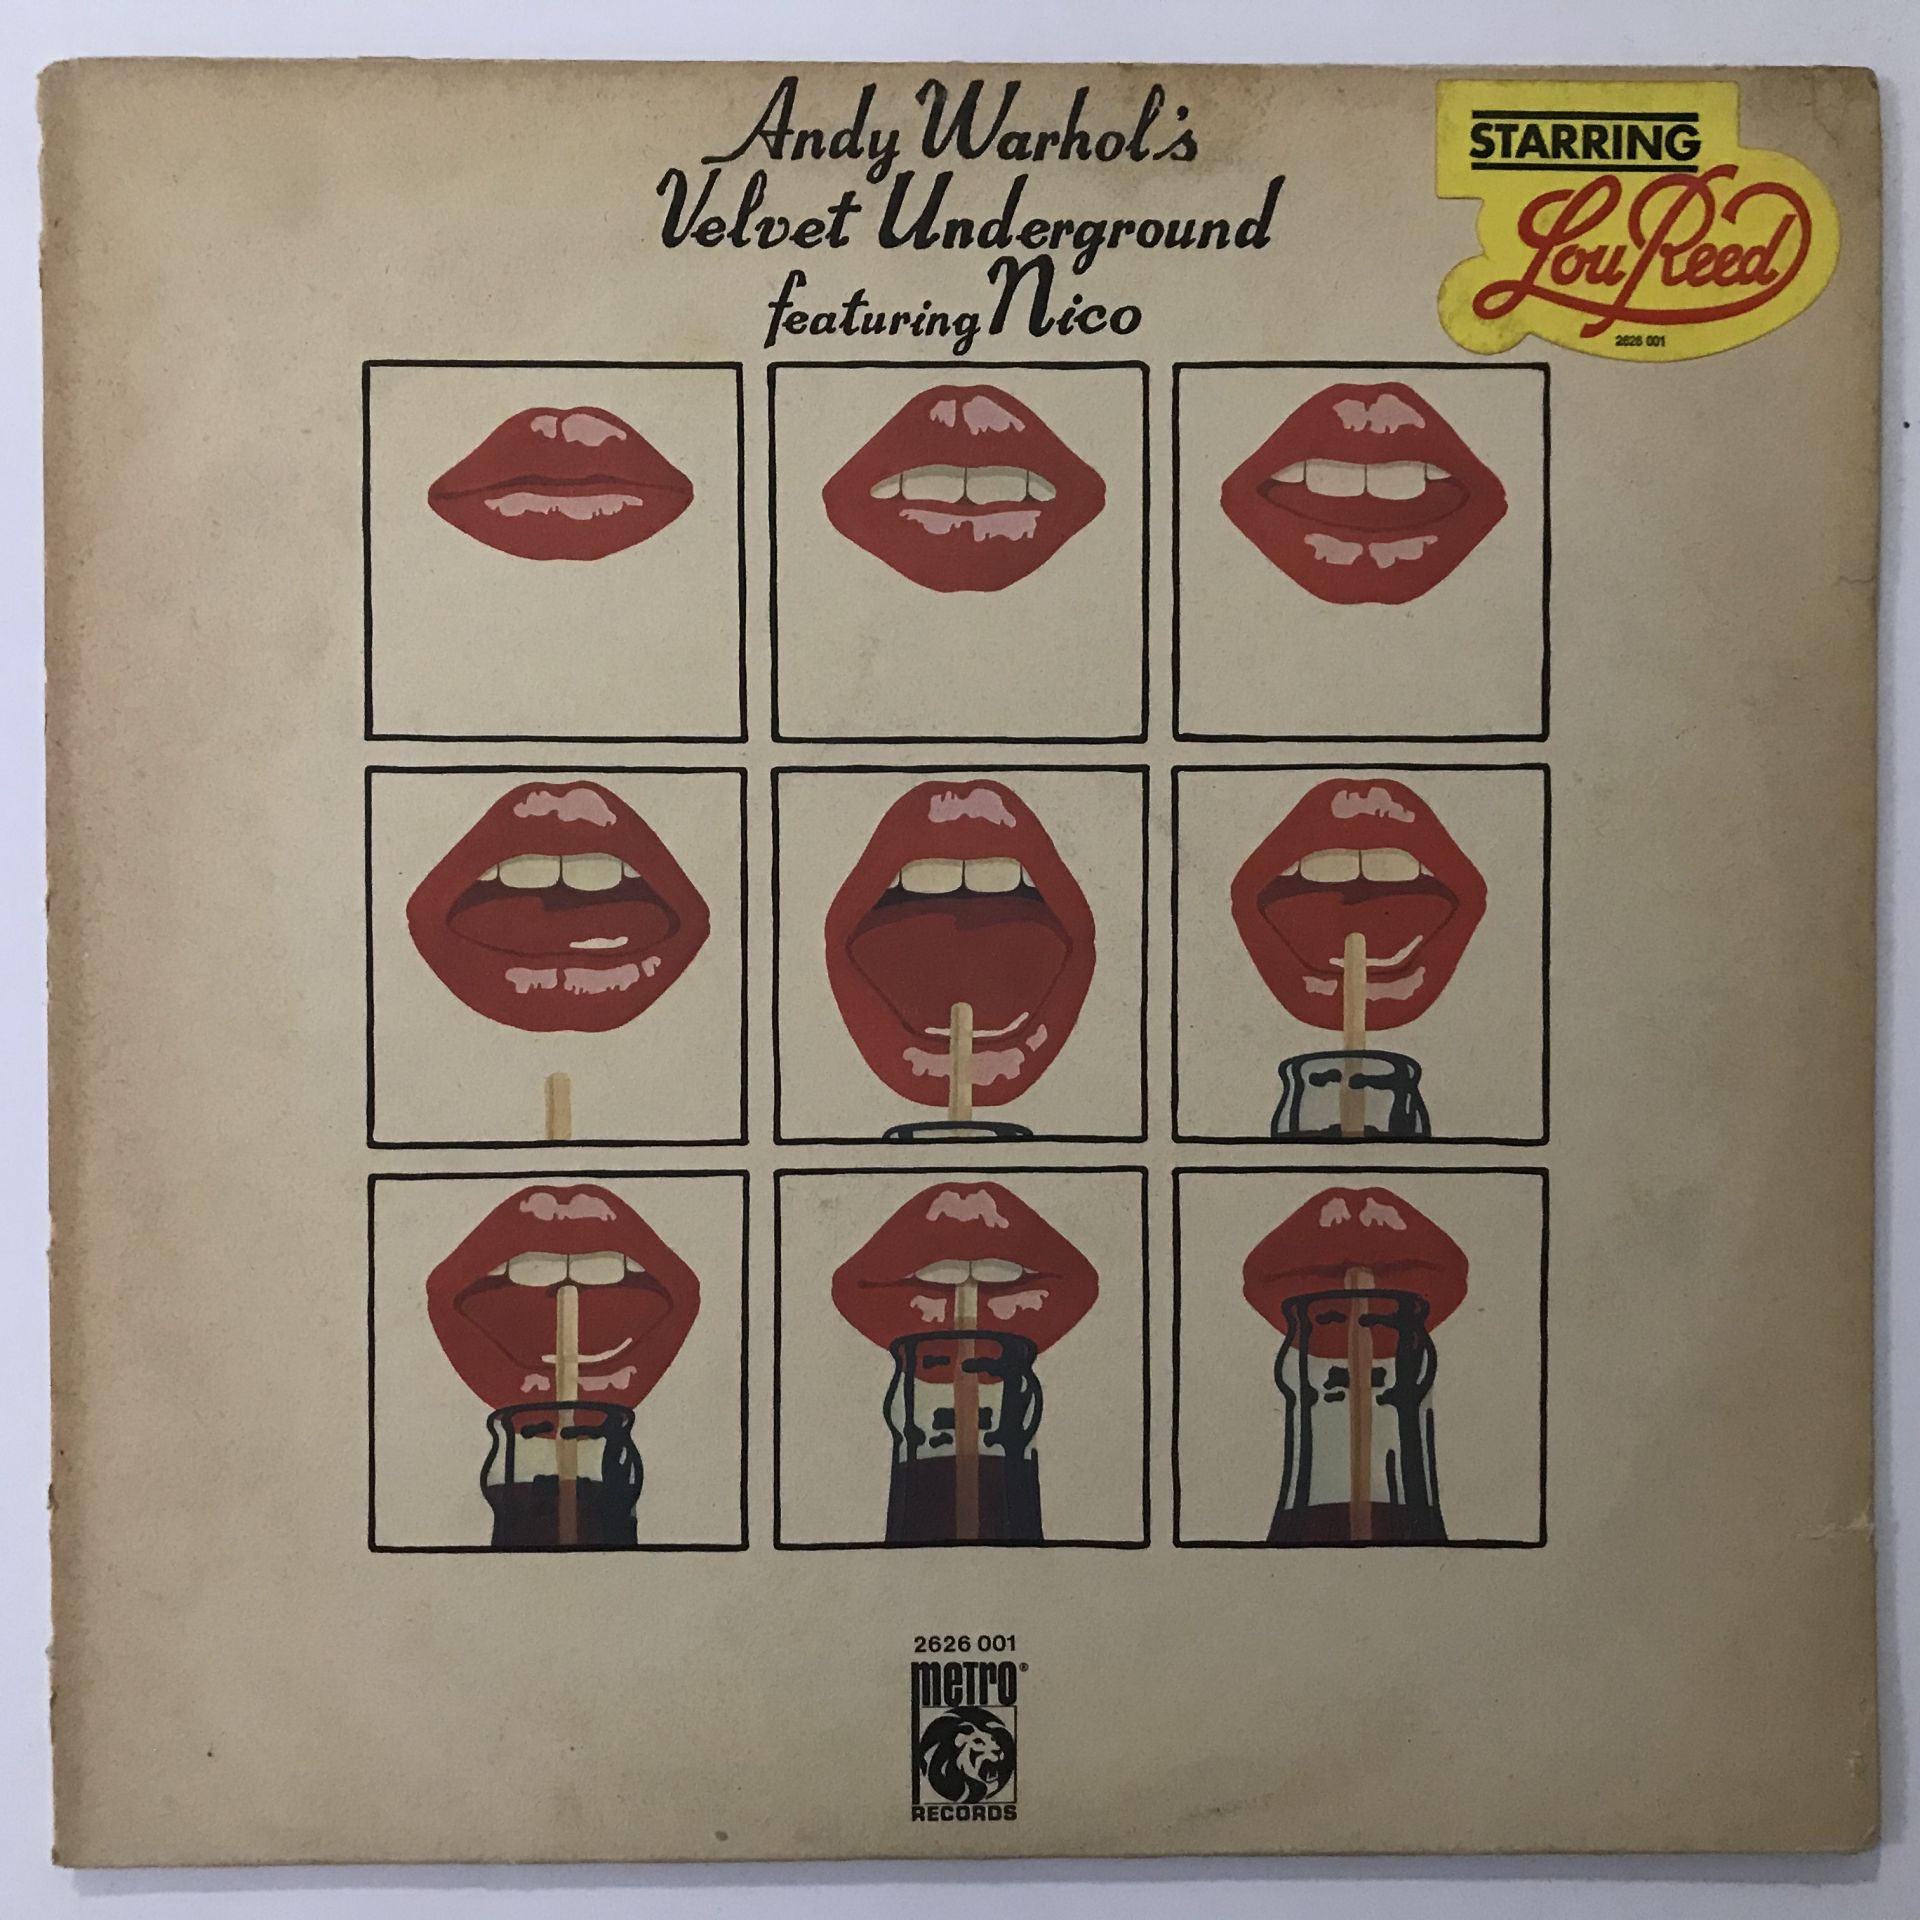 Andy Warhol's
Velvet Underground
featuring Nico
STARRING
Lou Reed
2626 001
2626 001
metro®
RECORDS